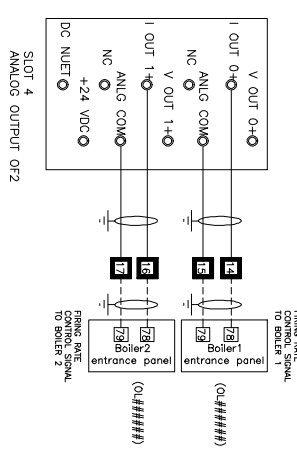 SLOT 4
ANALOG OUTPUT OF2
V OUT 0+
I OUT 0+
ANLG COM
NC
V OUT 1+
I OUT 1+
ANLG COM
NC
+24 VDC
DC NUET
14
15
16
17
78
79
Boiler1
entrance panel
78
79
Boiler2
entrance panel
FIRING RATE
CONTROL SIGNAL
TO BOILER 1
FIRING RATE
CONTROL SIGNAL
TO BOILER 2
(OL######)
(OL######)